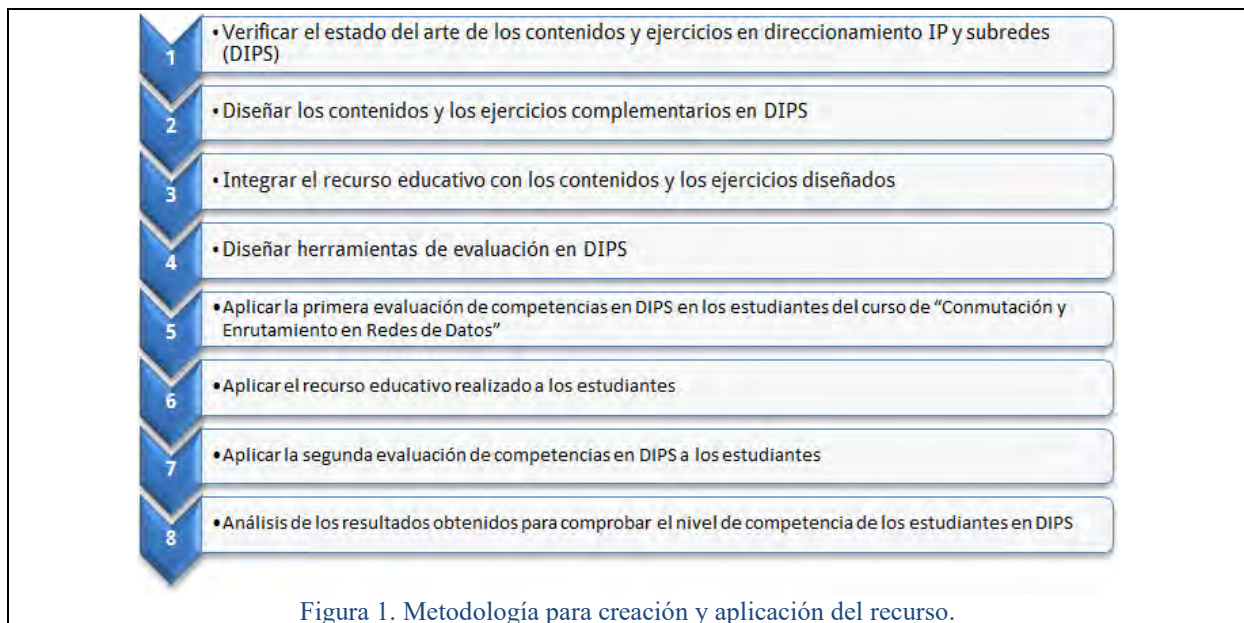 1
•Verificar el estado del arte de los contenidos y ejercicios en direccionamiento IP y subredes
(DIPS)
2
•Diseñar los contenidos y los ejercicios complementarios en DIPS
3
•Integrar el recurso educativo con los contenidos y los ejercicios diseñados
4
•Diseñar herramientas de evaluación en DIPS
5
•Aplicar la primera evaluación de competencias en DIPS en los estudiantes del curso de “Conmutación y
Enrutamiento en Redes de Datos”
6
•Aplicar el recurso educativo realizado a los estudiantes
7
•Aplicar la segunda evaluación de competencias en DIPS a los estudiantes
8
•Análisis de los resultados obtenidos para comprobar el nivel de competencia de los estudiantes en DIPS
Figura 1. Metodología para creación y aplicación del recurso.